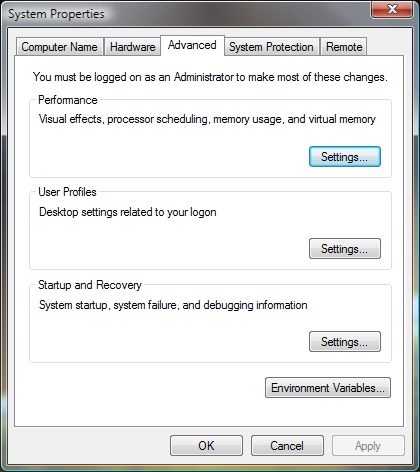 System Properties
Computer Name Hardware Advanced System Protection Remote
You must be logged on as an Administrator to make most of these changes.
Performance
Visual effects, processor scheduling, memory usage, and virtual memory
Settings...
User Profiles
Desktop settings related to your logon
Settings...
Startup and Recovery
System startup, system failure, and debugging information
Settings...
Environment Variables...
OK Cancel Apply